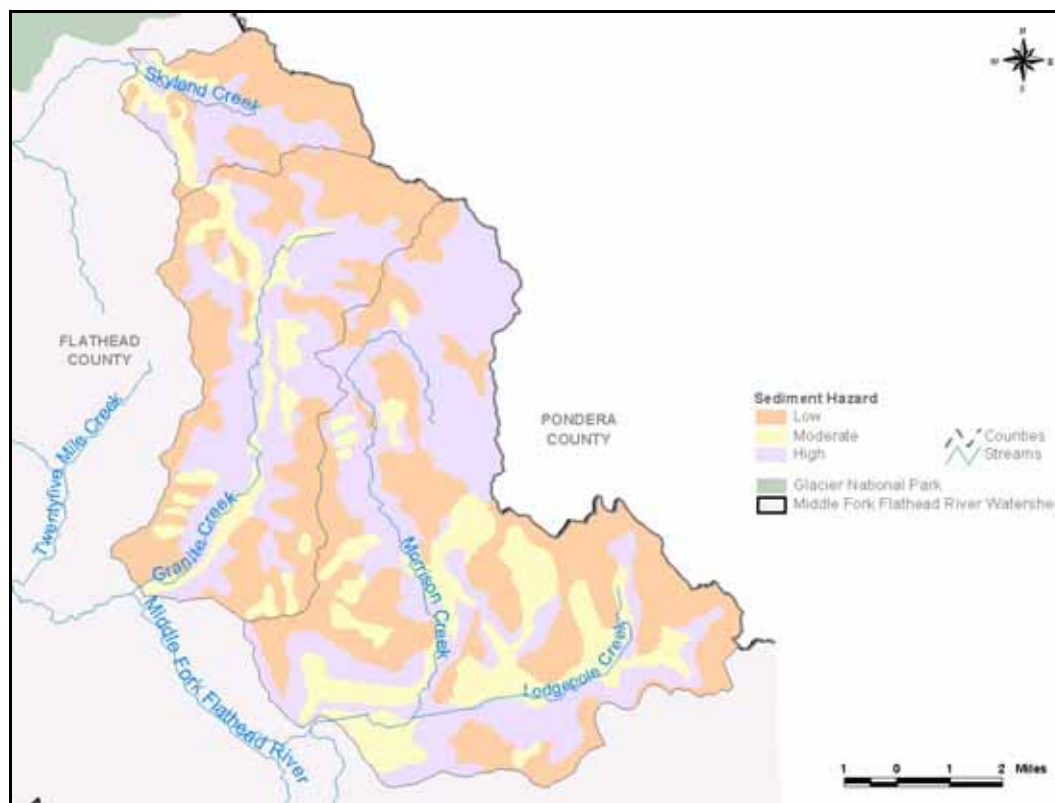 N
W
E
S
Skyland Creek
FLATHEAD
COUNTY
Twentyfive Mile Creek
Granite Creek
Morrison Creek
Middle Fork Flathead River
Lodgepole Creek
PONDERA
COUNTY
Sediment Hazard
Low
Moderate
High
Counties
Streams
Glacier National Park
Middle Fork Flathead River Watershe
1 0 1 2 Miles